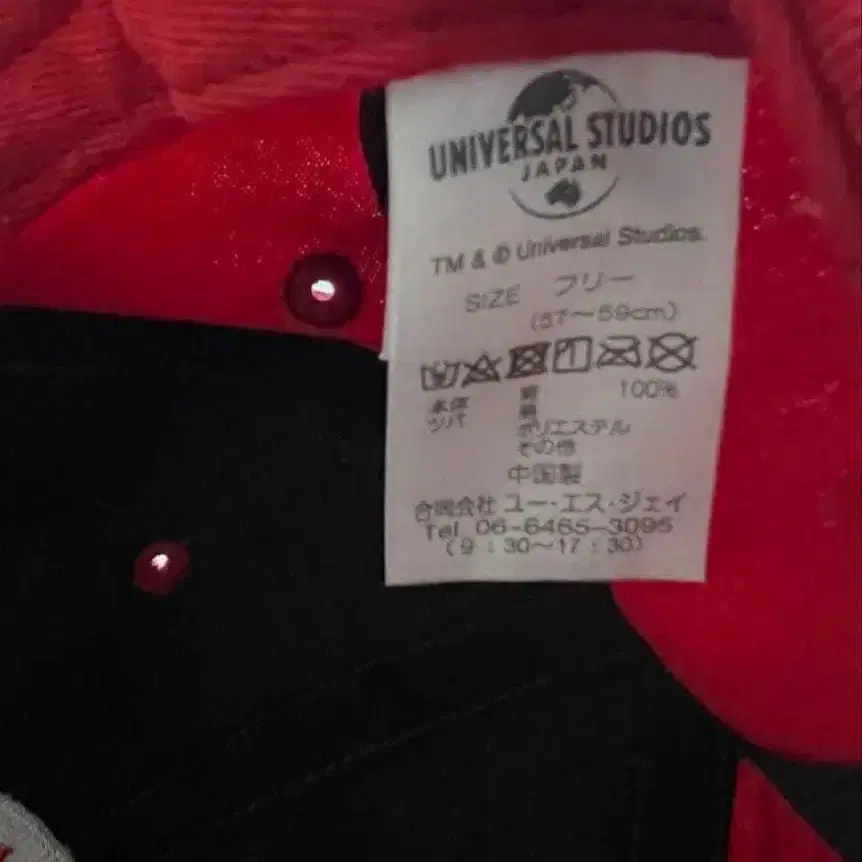 UNIVERSAL STUDIOS
JAPAN
TM & © Universal Studios.
SIZE フリー
(57～59cm)
本体 綿 100%
ツバ 綿
ポリエステル
その他
中国製
合同会社 ユー・エス・ジェイ
Tel 06-6465-3095
(9:30～17:30)